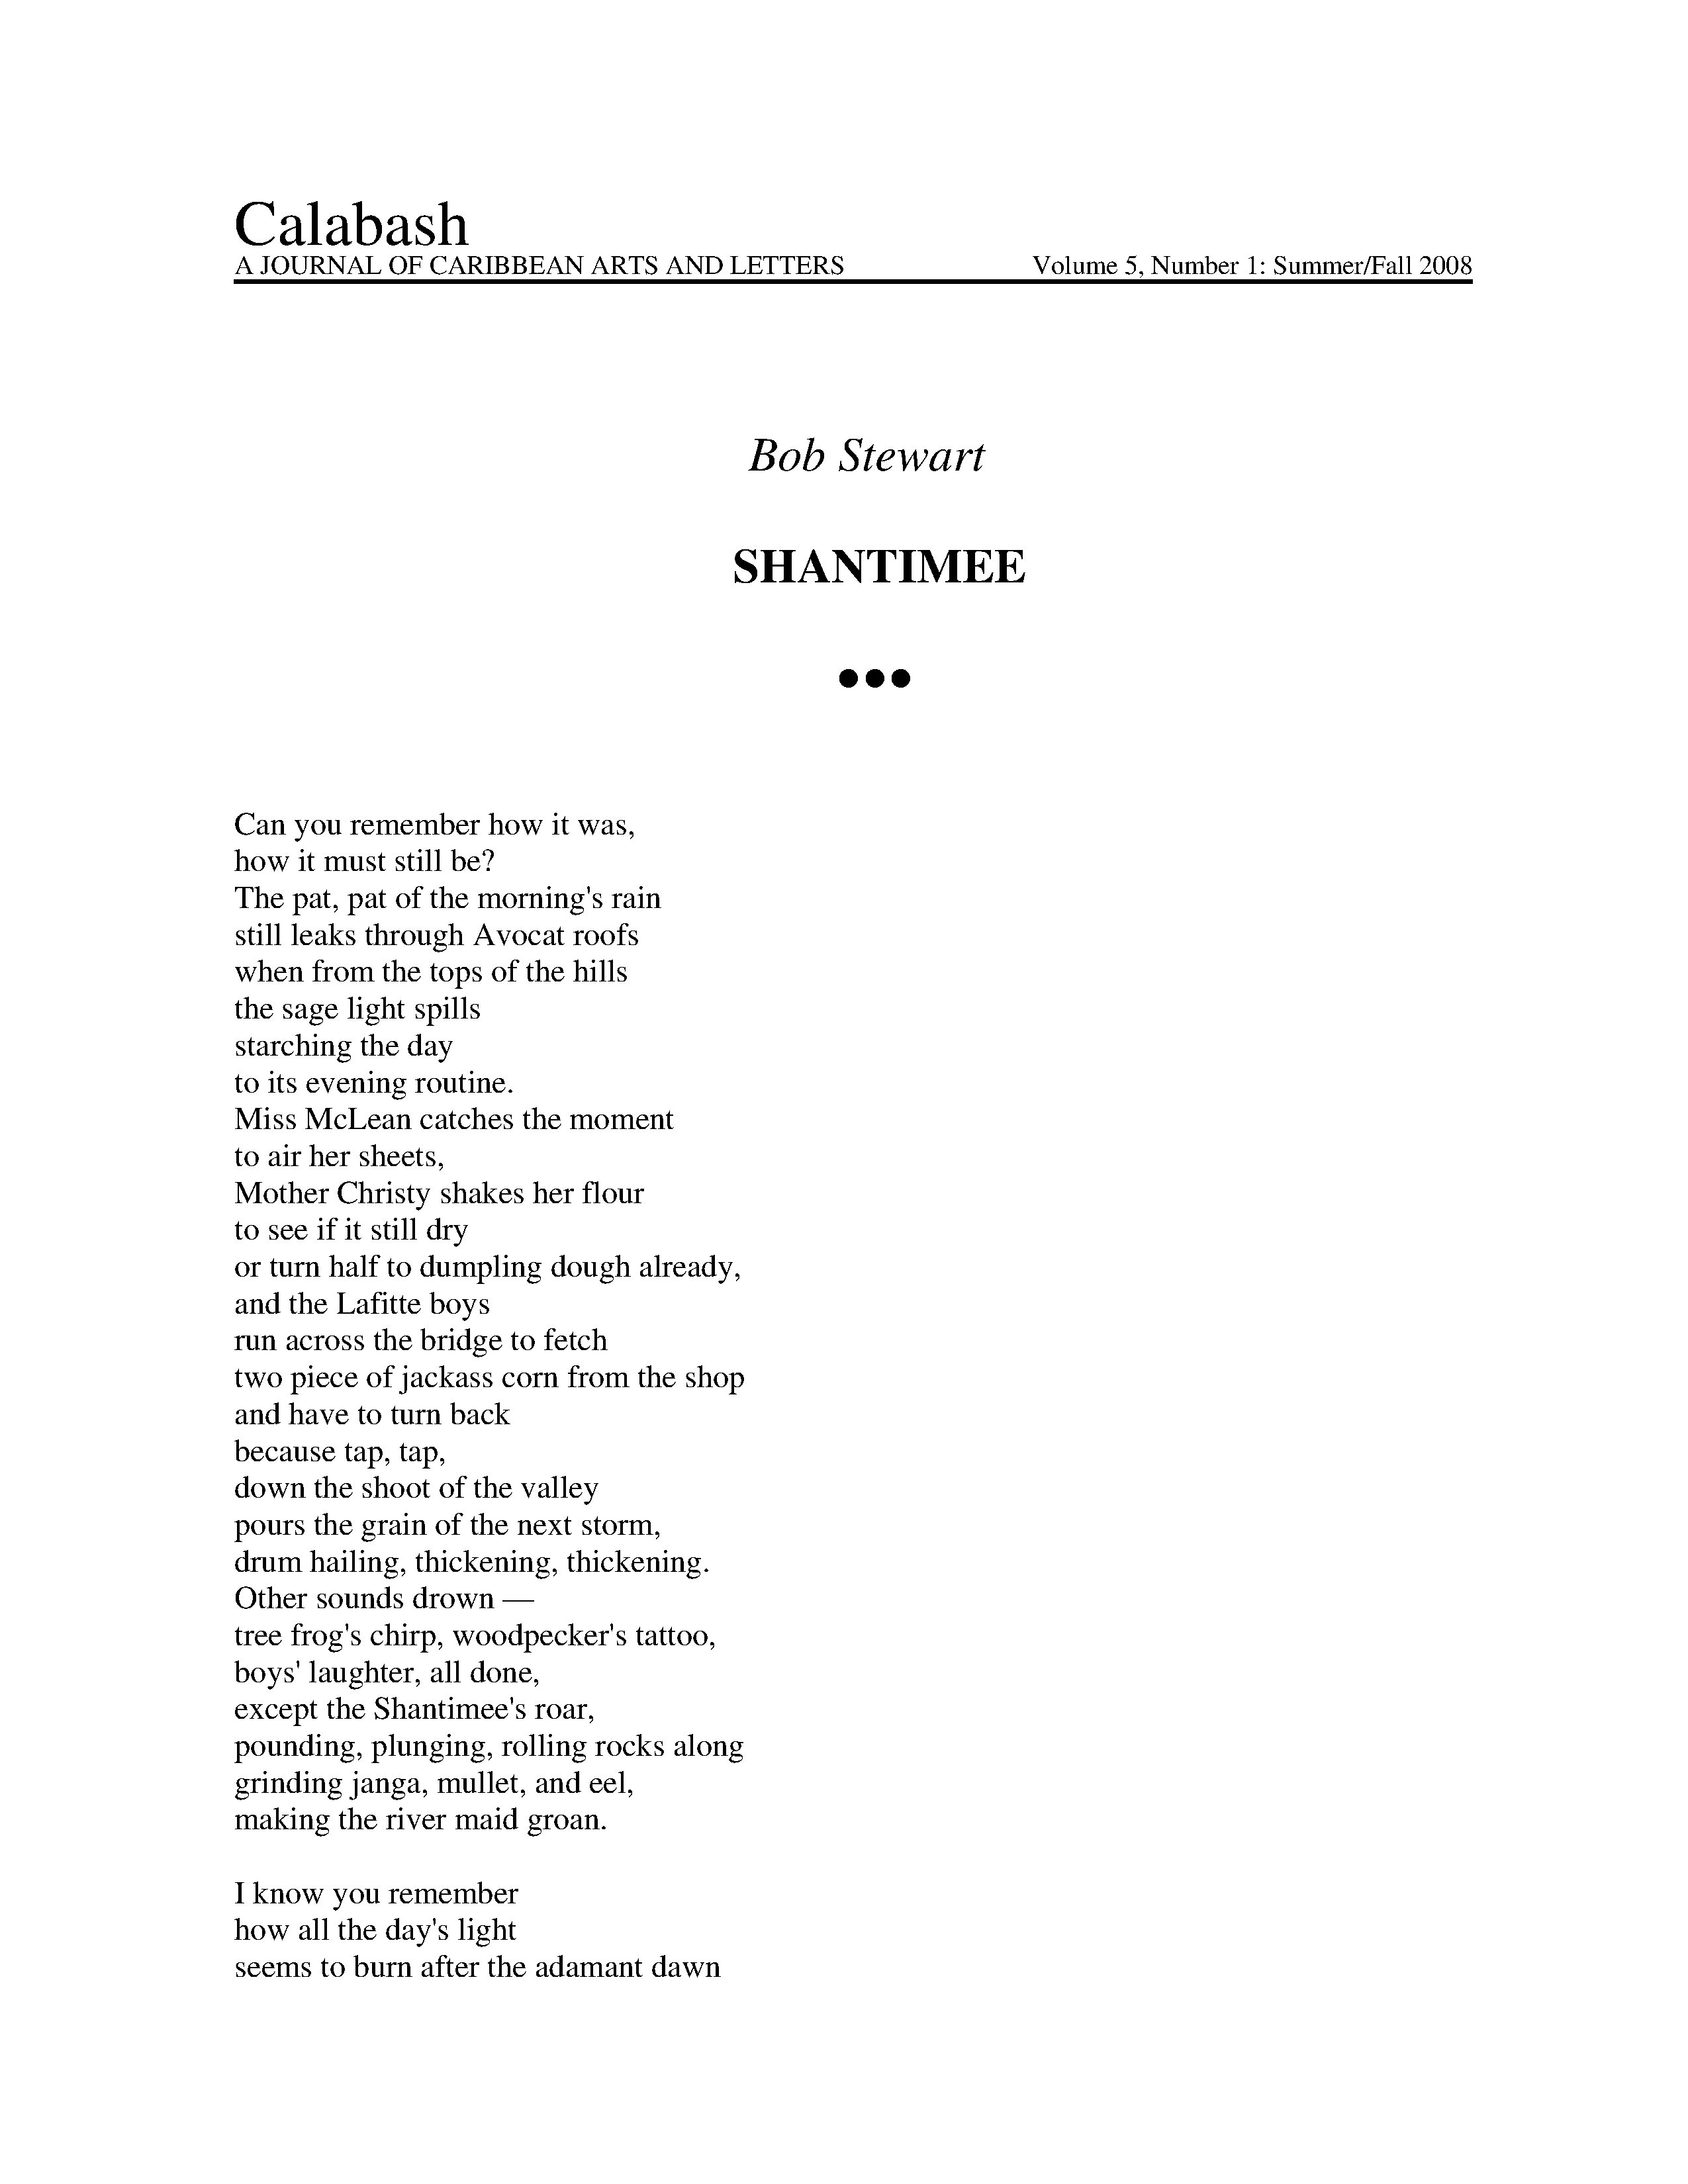 Calabash
A JOURNAL OF CARIBBEAN ARTS AND LETTERS Volume 5, Number 1: Summer/Fall 2008
Bob Stewart
SHANTIMEE
●●●
Can you remember how it was,
how it must still be?
The pat, pat of the morning's rain
still leaks through Avocat roofs
when from the tops of the hills
the sage light spills
starching the day
to its evening routine.
Miss McLean catches the moment
to air her sheets,
Mother Christy shakes her flour
to see if it still dry
or turn half to dumpling dough already,
and the Lafitte boys
run across the bridge to fetch
two piece of jackass corn from the shop
and have to turn back
because tap, tap,
down the shoot of the valley
pours the grain of the next storm,
drum hailing, thickening, thickening.
Other sounds drown —
tree frog's chirp, woodpecker's tattoo,
boys' laughter, all done,
except the Shantimee's roar,
pounding, plunging, rolling rocks along
grinding janga, mullet, and eel,
making the river maid groan.

I know you remember
how all the day's light
seems to burn after the adamant dawn